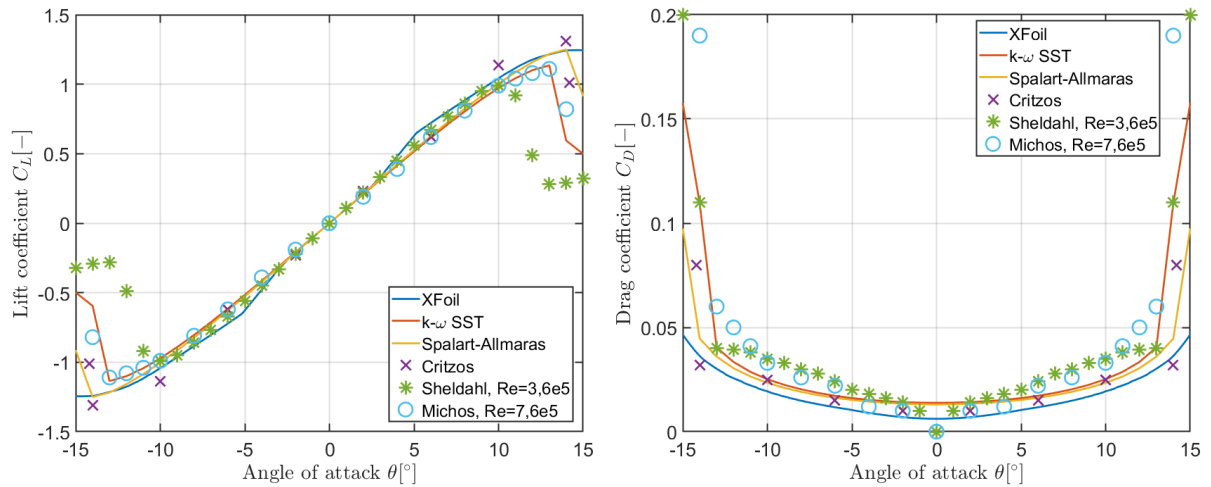 1.5
1
0.5
0
-0.5
-1
-1.5
-15
-10
-5
0
5
10
15
Lift coefficient C_L[−]
Angle of attack θ[°]
XFoil
k-ω SST
Spalart-Allmaras
Critzos
Sheldahl, Re=3,6e5
Michos, Re=7,6e5
0.2
0.15
0.1
0.05
0
-15
-10
-5
0
5
10
15
Drag coefficient C_D[−]
Angle of attack θ[°]
XFoil
k-ω SST
Spalart-Allmaras
Critzos
Sheldahl, Re=3,6e5
Michos, Re=7,6e5